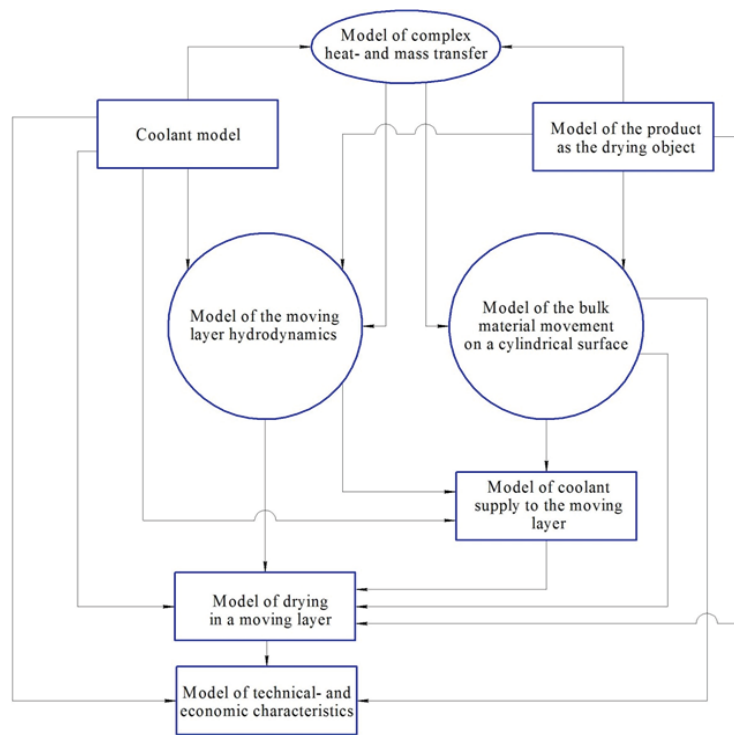 Model of complex
heat- and mass transfer
Coolant model
Model of the product
as the drying object
Model of the moving
layer hydrodynamics
Model of the bulk
material movement
on a cylindrical surface
Model of coolant
supply to the moving
layer
Model of drying
in a moving layer
Model of technical- and
economic characteristics